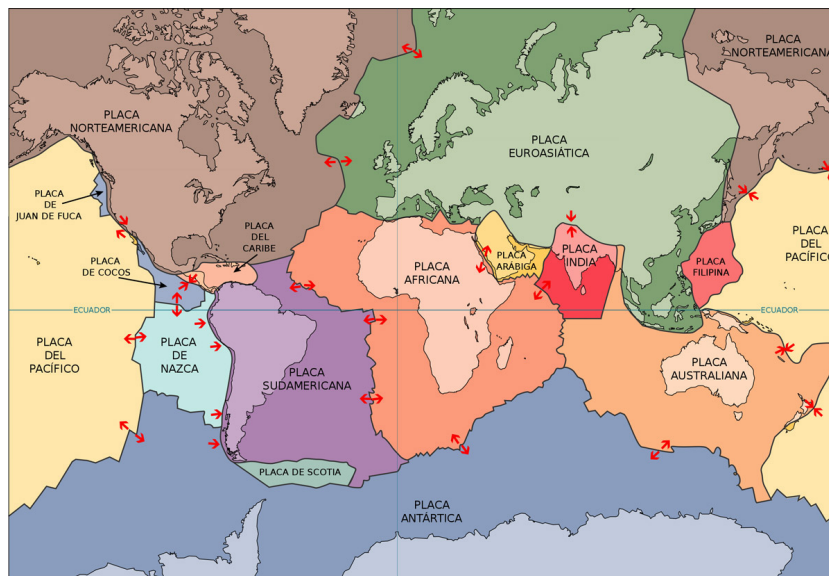 PLACA
NORTEAMERICANA
PLACA
NORTEAMERICANA
PLACA
EUROASIÁTICA
PLACA
DE
JUAN DE FUCA
PLACA
DEL
CARIBE
PLACA
DE COCOS
PLACA
ARÁBIGA
PLACA
INDIA
PLACA
FILIPINA
PLACA
DEL
PACÍFICO
PLACA
AFRICANA
ECUADOR
ECUADOR
PLACA
DEL
PACÍFICO
PLACA
DE
NAZCA
PLACA
SUDAMERICANA
PLACA
AUSTRALIANA
PLACA DE SCOTIA
PLACA
ANTÁRTICA